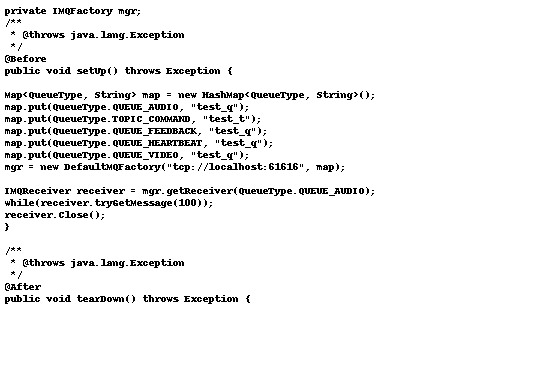 private IMQFactory mgr;
/**
 * @throws java.lang.Exception
 */
@Before
public void setUp() throws Exception {

Map<QueueType, String> map = new HashMap<QueueType, String>();
map.put(QueueType.QUEUE_AUDIO, "test_q");
map.put(QueueType.TOPIC_COMMAND, "test_t");
map.put(QueueType.QUEUE_FEEDBACK, "test_q");
map.put(QueueType.QUEUE_HEARTBEAT, "test_q");
map.put(QueueType.QUEUE_VIDEO, "test_q");
mgr = new DefaultMQFactory("tcp://localhost:61616", map);

IMQReceiver receiver = mgr.getReceiver(QueueType.QUEUE_AUDIO);
while(receiver.tryGetMessage(100));
receiver.Close();
}

/**
 * @throws java.lang.Exception
 */
@After
public void tearDown() throws Exception {